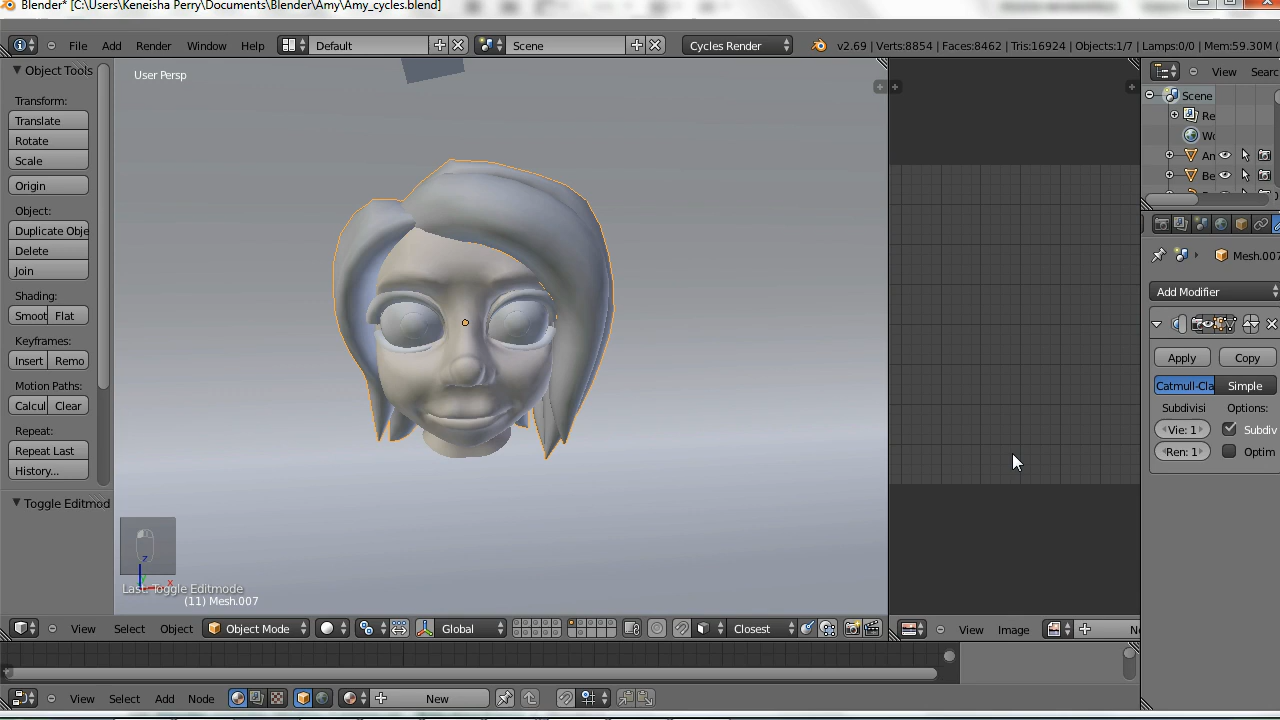 Blender* [C:\Users\Keneisha Perry\Documents\Blender\Amy\Amy_cycles.blend]
File Add Render Window Help Default Scene Cycles Render v2.69 | Verts:8854 | Faces:8462 | Tris:16924 | Objects:1/7 | Lamps:0/0 | Mem:59.30M
Object Tools
User Persp
View Searc
Transform:
Translate
Rotate
Scale
Origin
Object:
Duplicate Obje
Delete
Join
Shading:
Smoot Flat
Keyframes:
Insert Remo
Motion Paths:
Calcul Clear
Repeat:
Repeat Last
History...
Toggle Editmod
Scene
Re
Wo
An
Be
Mesh.007
Add Modifier
Apply Copy
Catmull-Cla Simple
Subdivisi Options:
Vie: 1 Subdiv
Ren: 1 Optim
z
y
x
Last: Toggle Editmode
(11) Mesh.007
View Select Object Object Mode Global Closest
View Image
View Select Add Node New